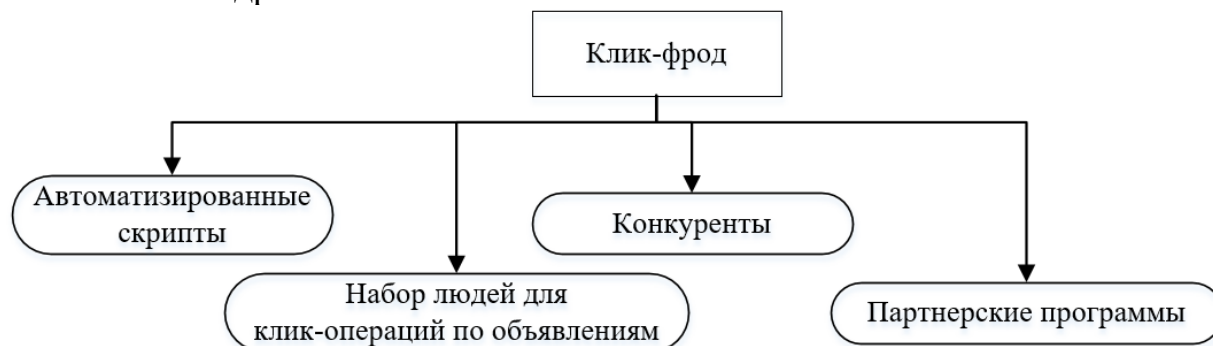 Клик-фрод
Автоматизированные
скрипты
Конкуренты
Набор людей для
клик-операций по объявлениям
Партнерские программы